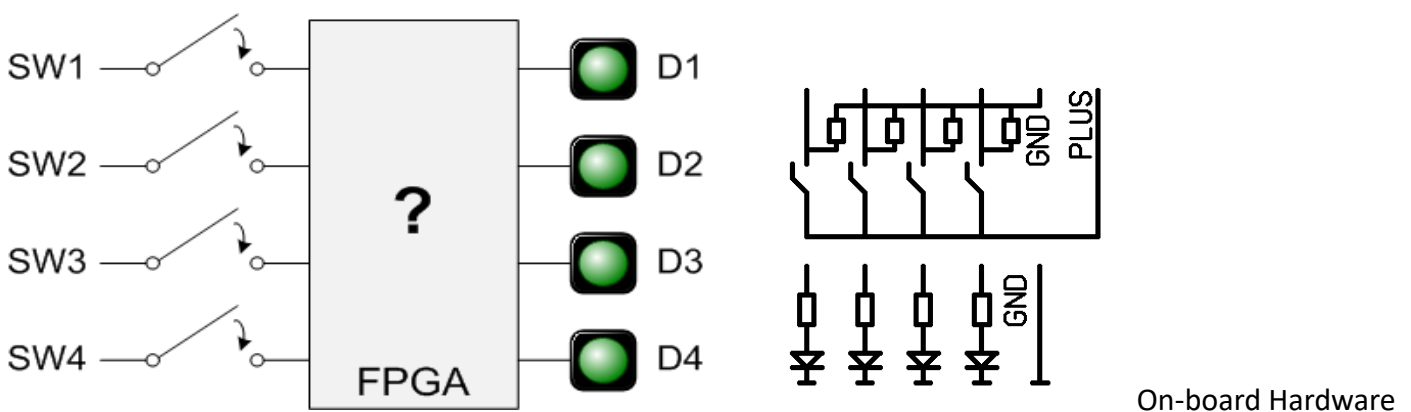 SW1
D1
SW2
D2
SW3
D3
SW4
D4
?
FPGA
GND
PLUS
GND
On-board Hardware